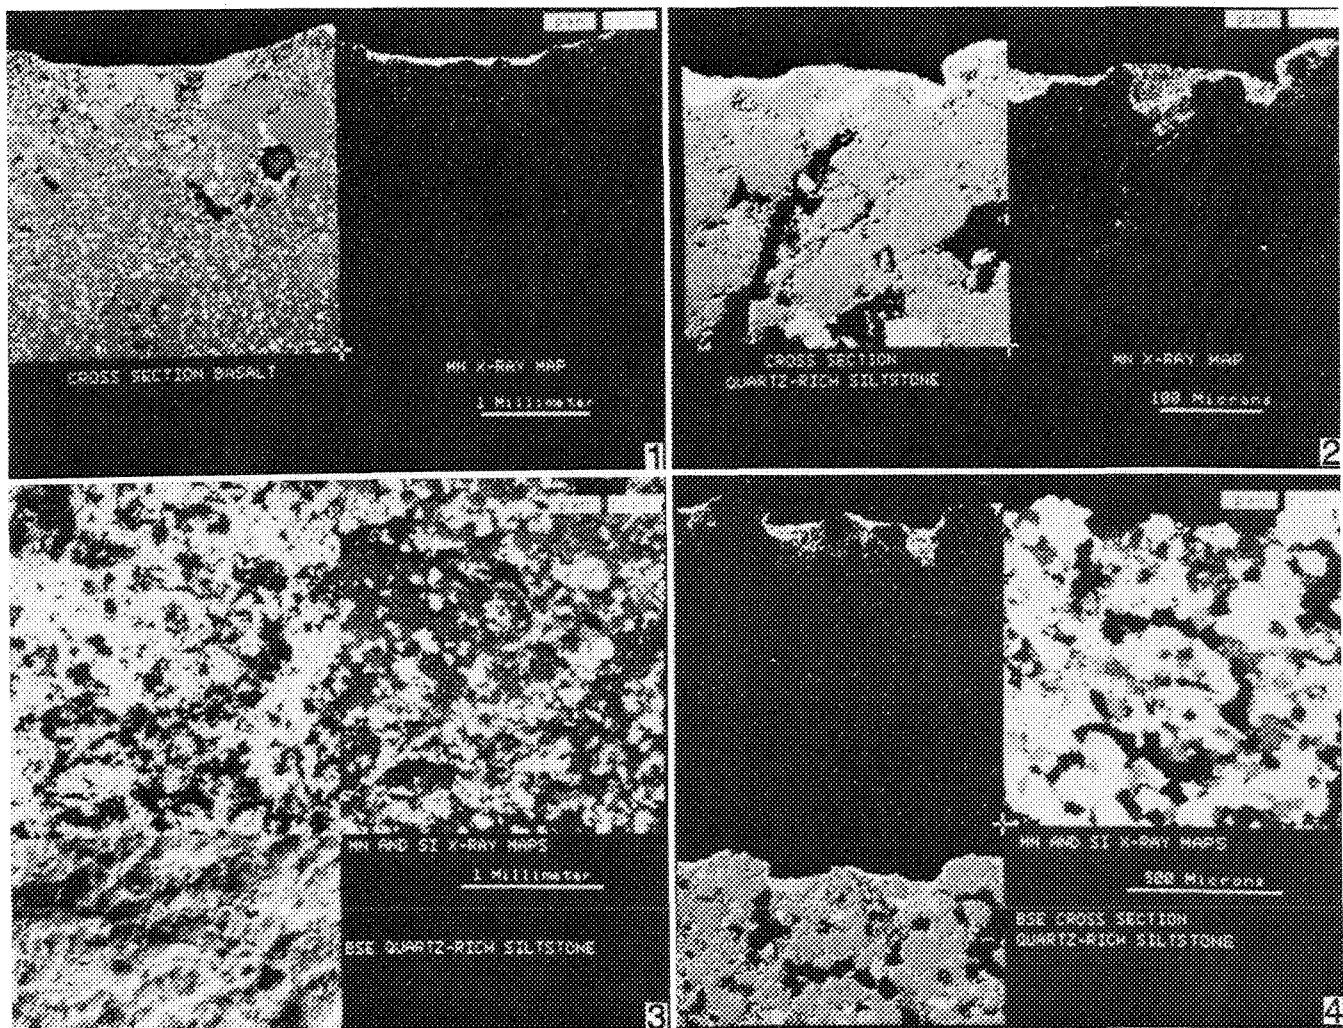 CROSS SECTION BASALT
MN X-RAY MAP
1 Millimeter
1
CROSS SECTION
QUARTZ-RICH SILTSTONE
MN X-RAY MAP
100 Microns
2
MN AND SI X-RAY MAPS
1 Millimeter
BSE QUARTZ-RICH SILTSTONE
3
MN AND SI X-RAY MAPS
Microns
BSE CROSS SECTION
QUARTZ-RICH SILTSTONE
4